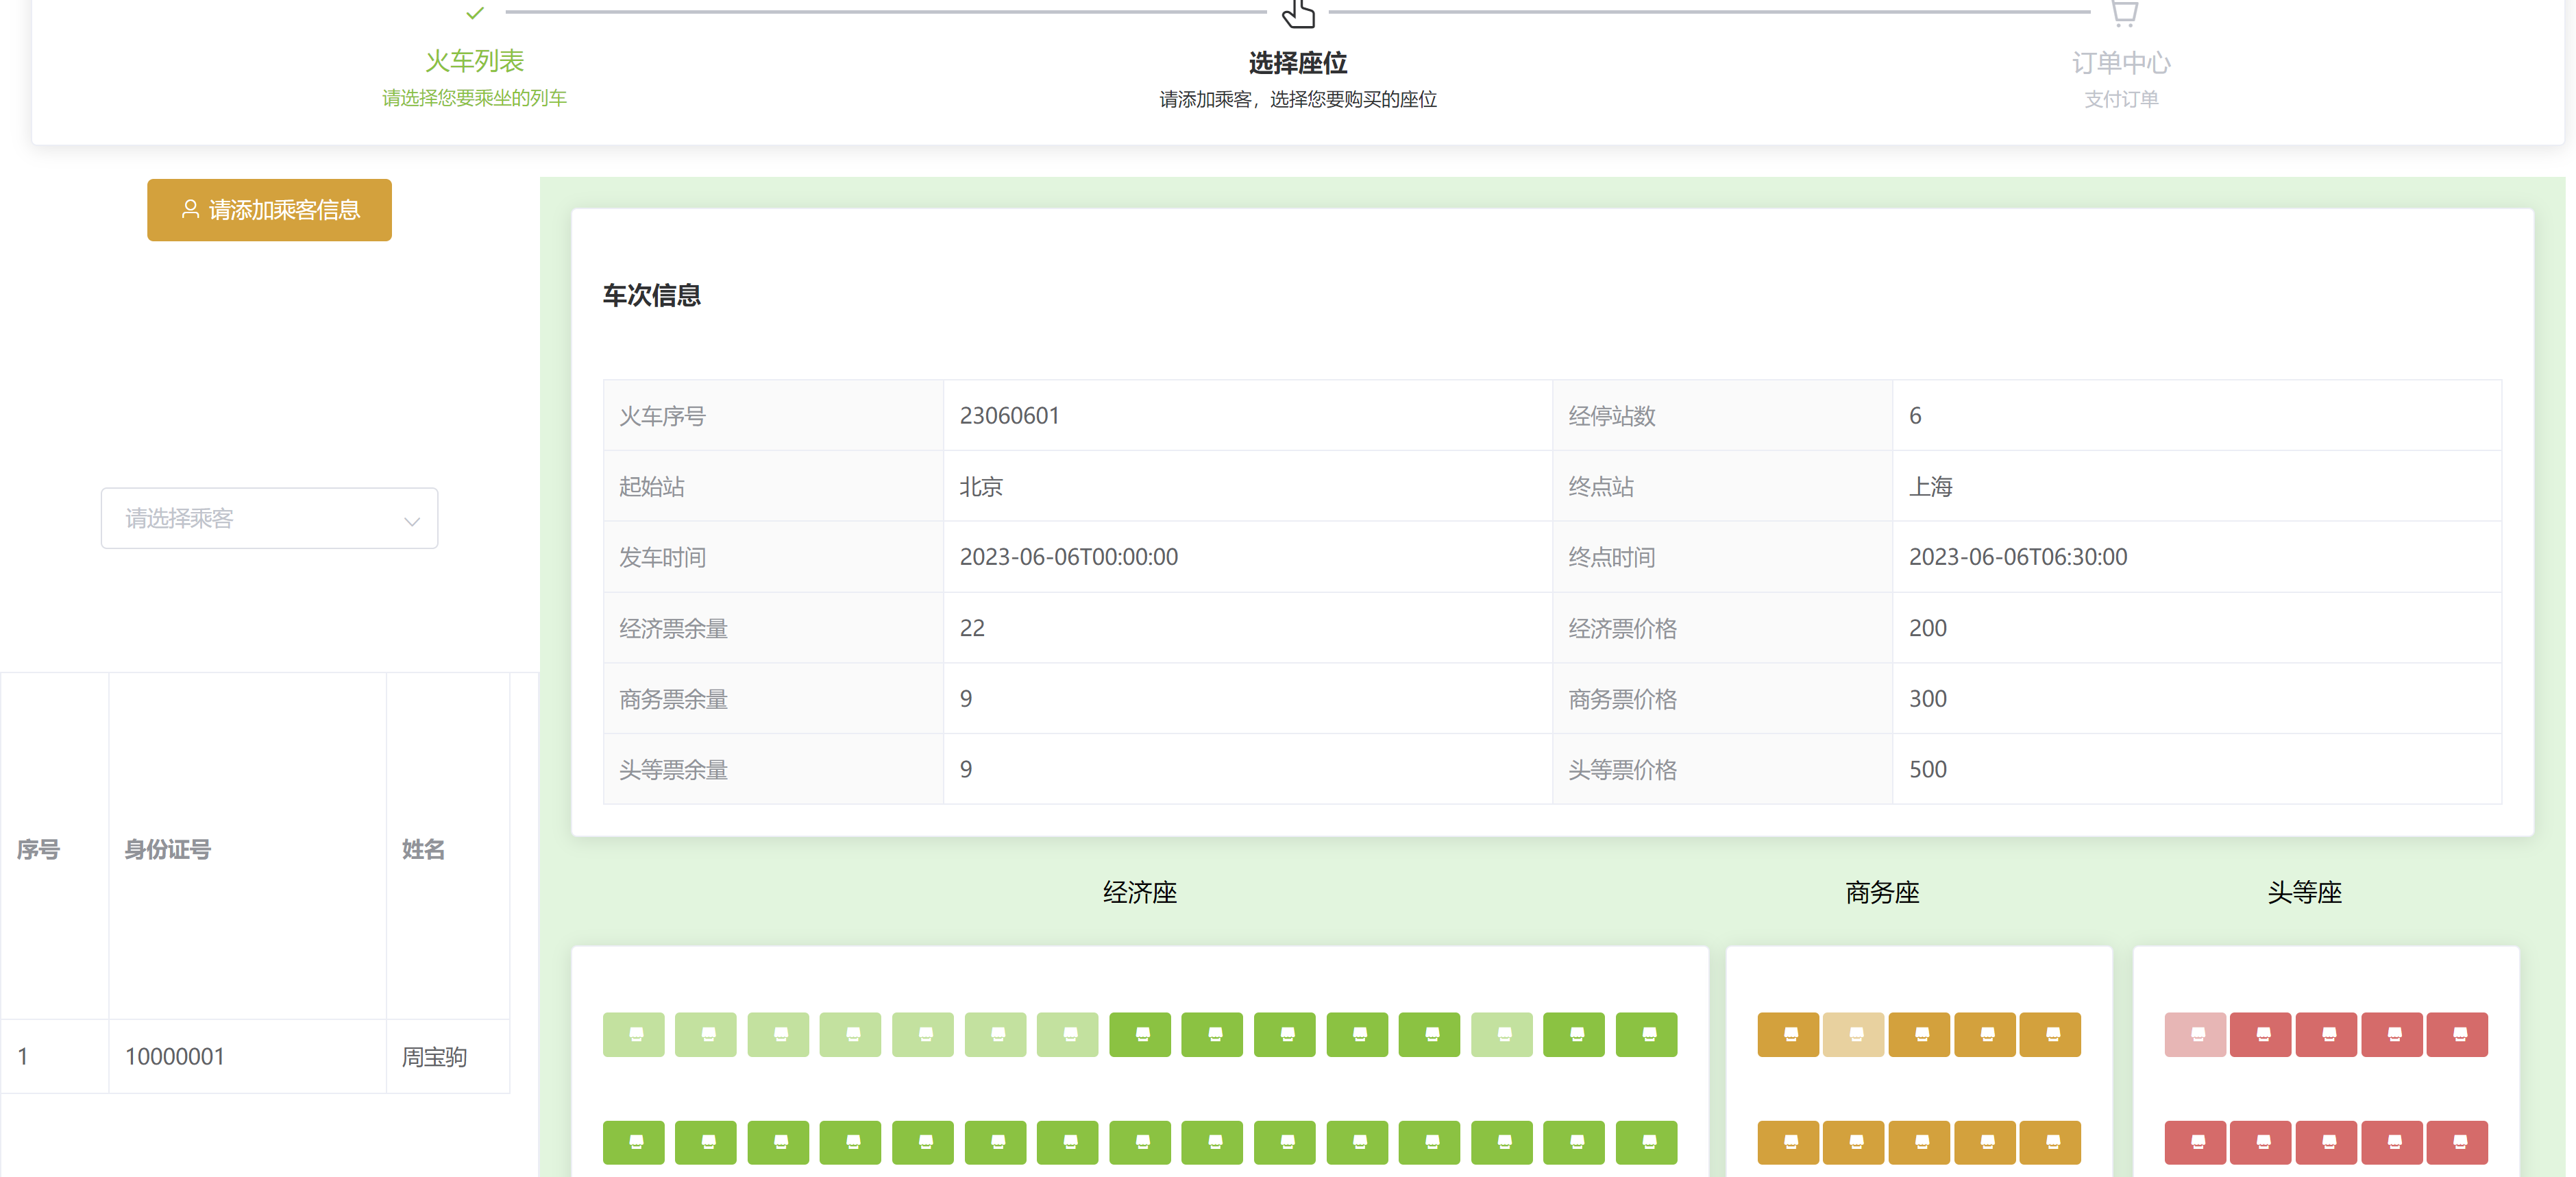 火车列表
请选择您要乘坐的列车
选择座位
请添加乘客，选择您要购买的座位
订单中心
支付订单
请添加乘客信息
请选择乘客
序号 身份证号 姓名
1 10000001 周宝驹
车次信息
火车序号 23060601 经停站数 6
起始站 北京 终点站 上海
发车时间 2023-06-06T00:00:00 终点时间 2023-06-06T06:30:00
经济票余量 22 经济票价格 200
商务票余量 9 商务票价格 300
头等票余量 9 头等票价格 500
经济座 商务座 头等座